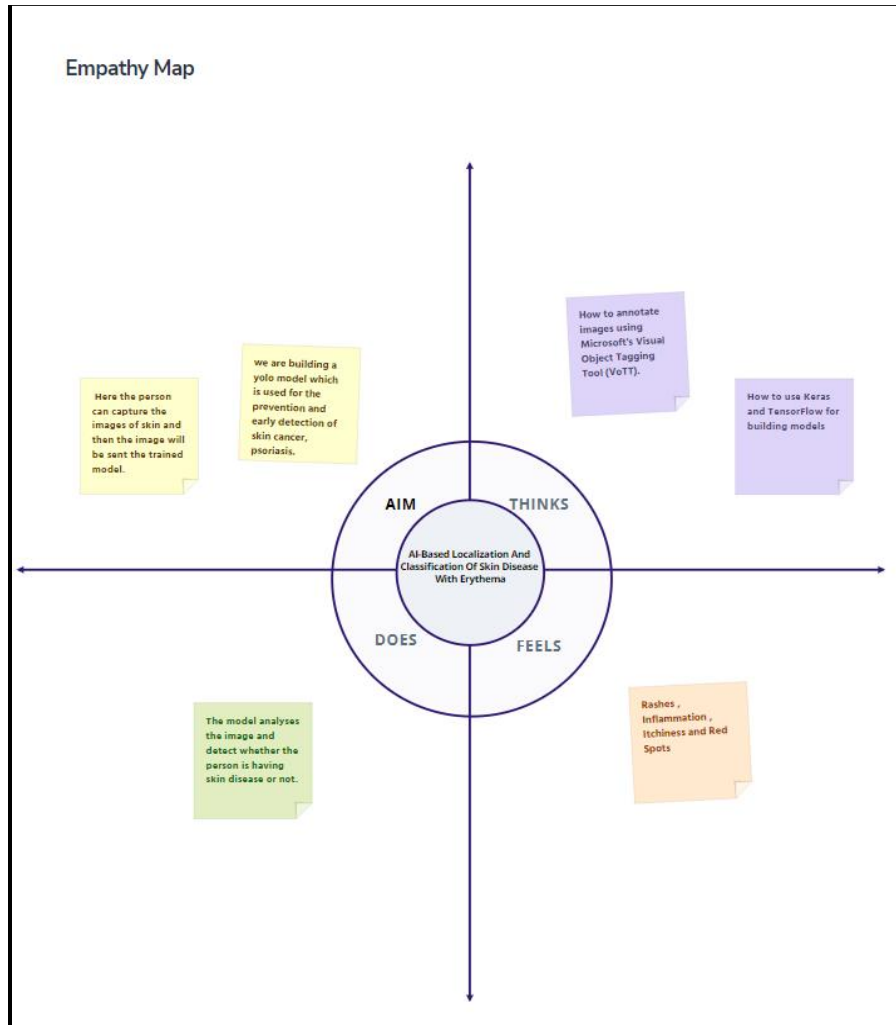 Empathy Map
Here the person
can capture the
images of skin and
then the image will
be sent the trained
model.
we are building a
yolo model which
is used for the
prevention and
early detection of
skin cancer,
psoriasis.
How to annotate
images using
Microsoft's Visual
Object Tagging
Tool (VoTT).
How to use Keras
and TensorFlow for
building models
AIM
THINKS
AI-Based Localization And
Classification Of Skin Disease
With Erythema
DOES
FEELS
The model analyses
the image and
detect whether the
person is having
skin disease or not.
Rashes ,
Inflammation ,
Itchiness and Red
Spots